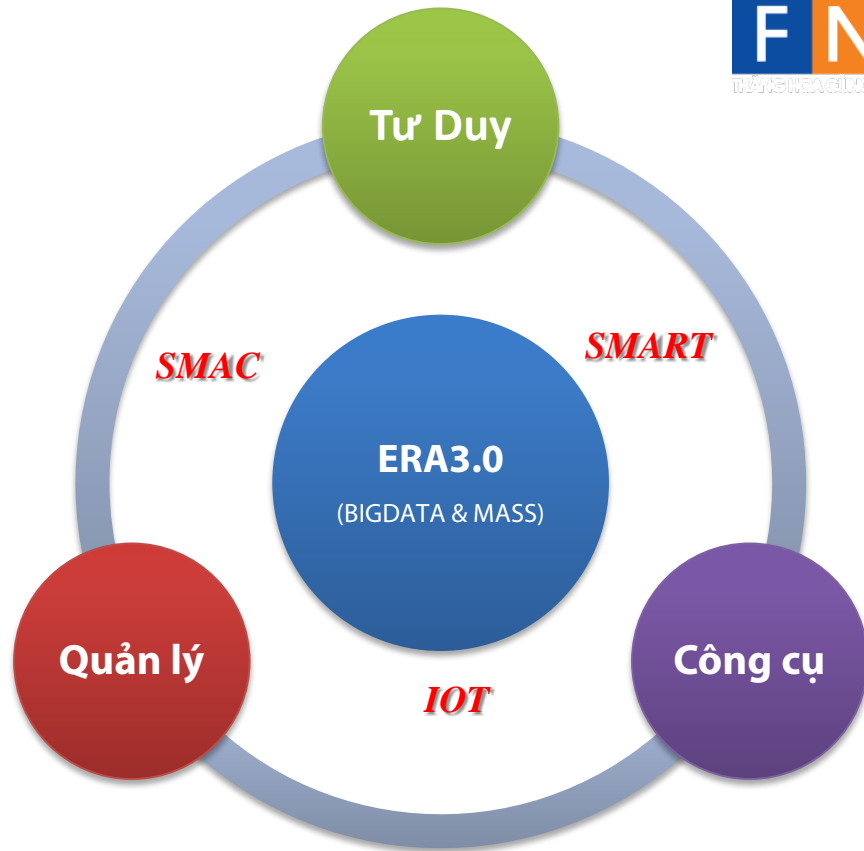 FN
Tư Duy
SMAC
SMART
ERA3.0
(BIGDATA & MASS)
Quản lý
Công cụ
IOT